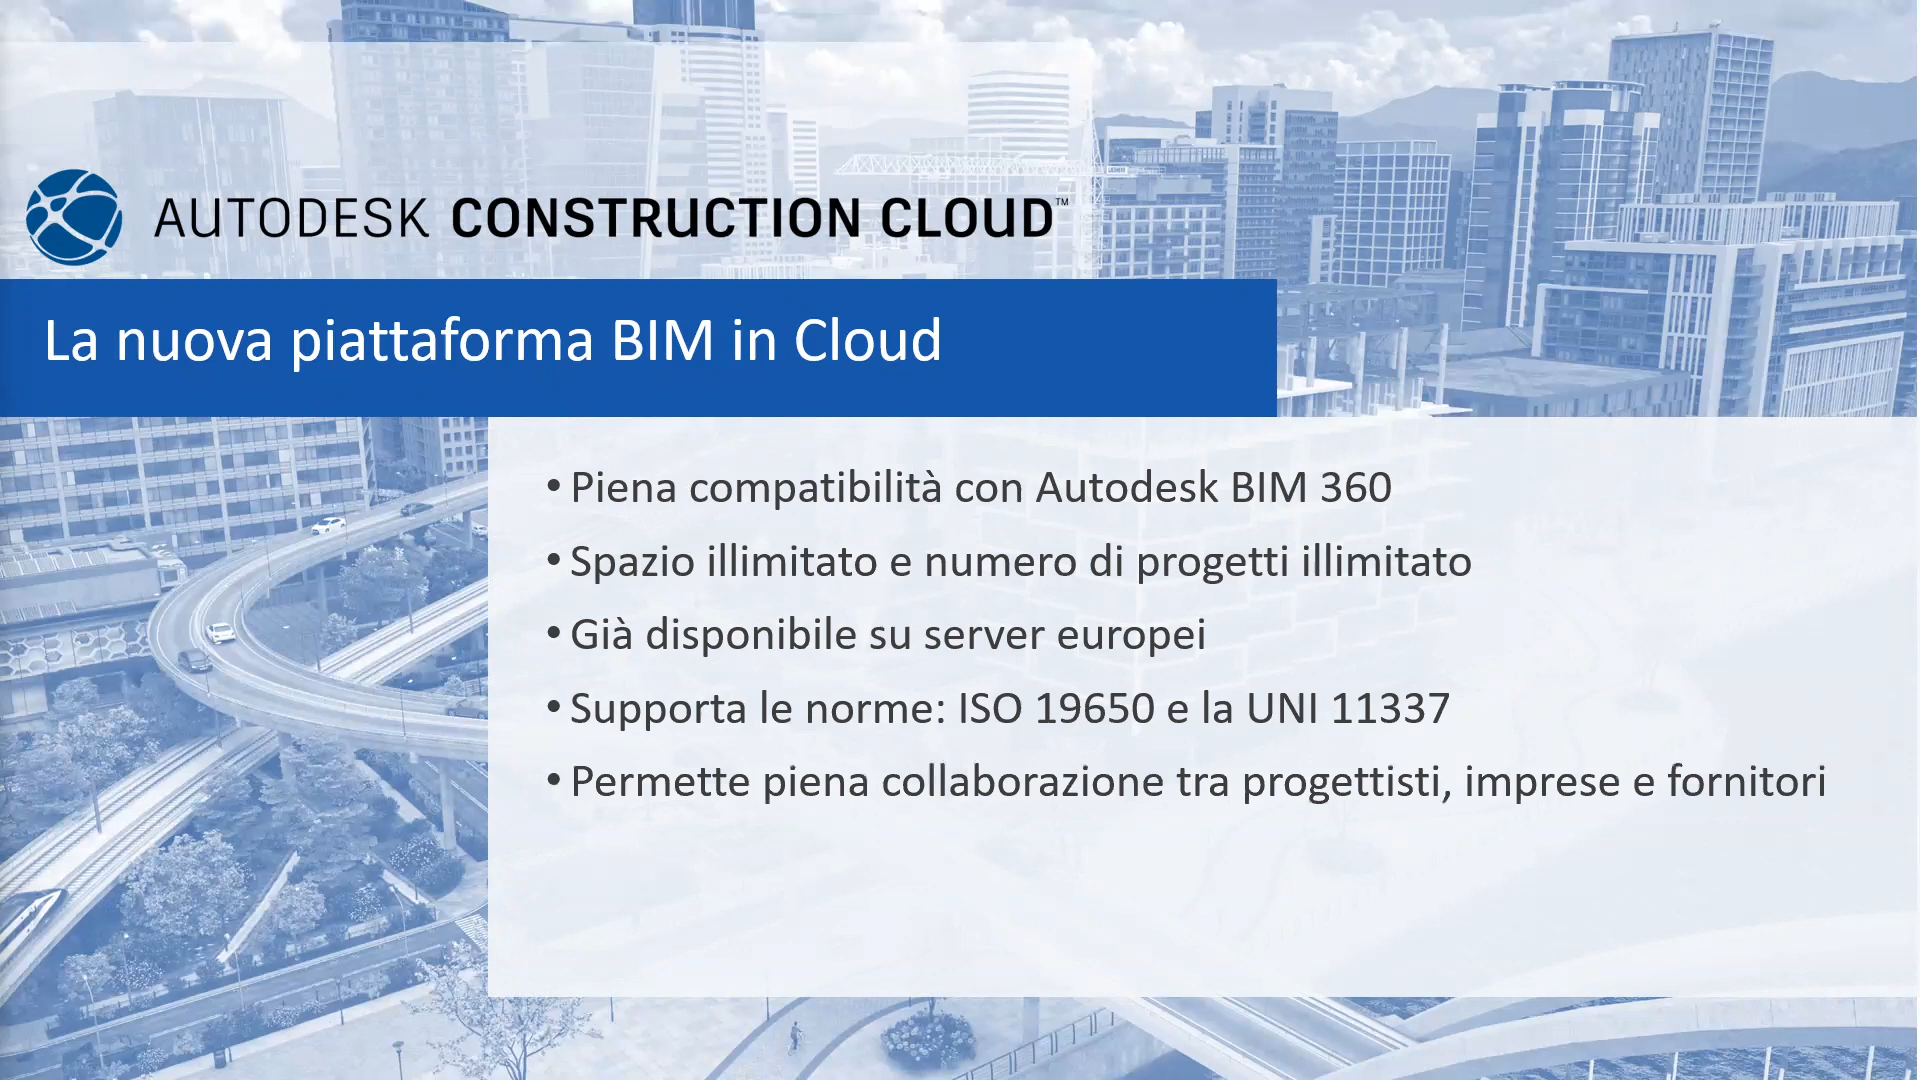 AUTODESK CONSTRUCTION CLOUD™
La nuova piattaforma BIM in Cloud
• Piena compatibilità con Autodesk BIM 360
• Spazio illimitato e numero di progetti illimitato
• Già disponibile su server europei
• Supporta le norme: ISO 19650 e la UNI 11337
• Permette piena collaborazione tra progettisti, imprese e fornitori